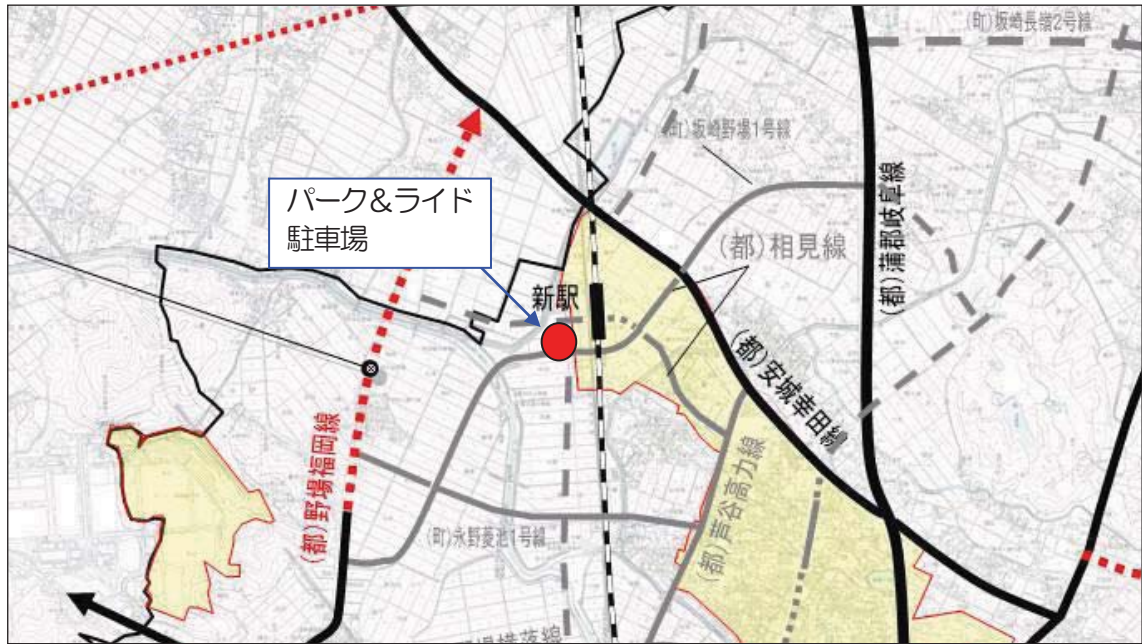 (町)坂崎長嶺2号線
(町)坂崎野場1号線
パーク&ライド
駐車場
(都)蒲郡岐阜線
(都)相見線
新駅
(都)安城幸田線
(都)野場福岡線
(都)芦谷高力線
(町)永野菱池1号線